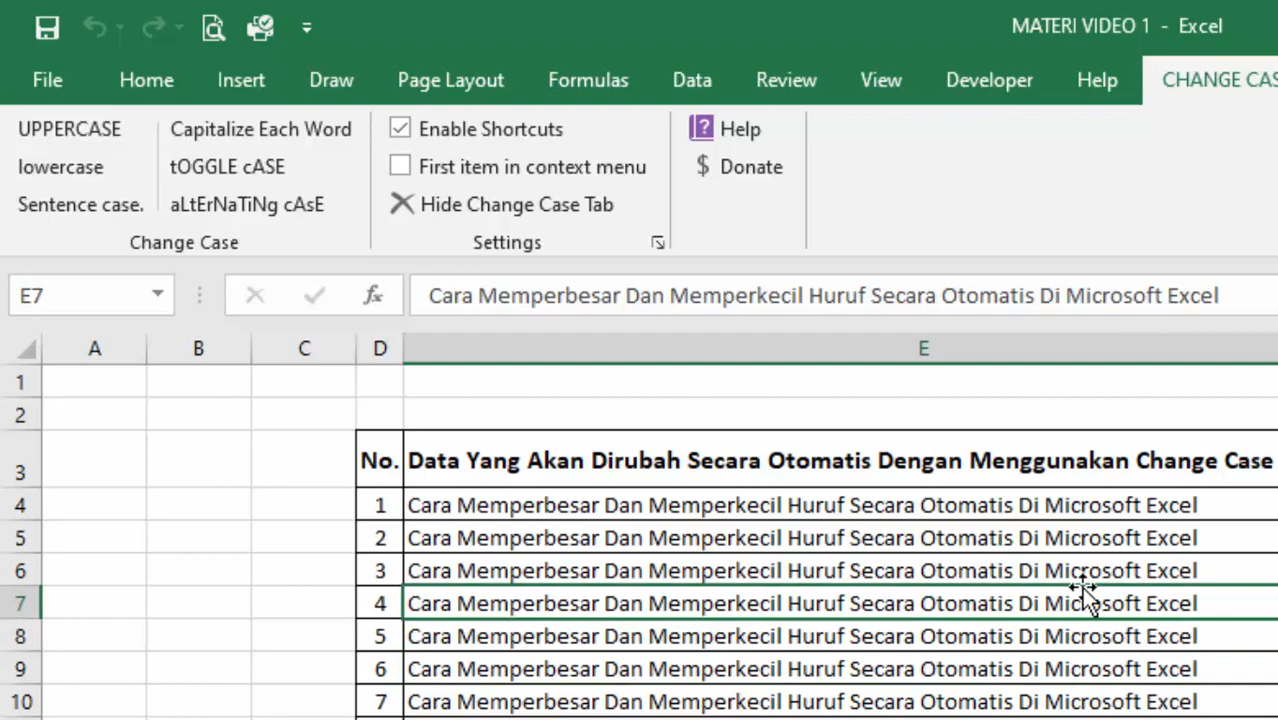 MATERI VIDEO 1 - Excel
File Home Insert Draw Page Layout Formulas Data Review View Developer Help CHANGE CAS
UPPERCASE Capitalize Each Word Enable Shortcuts Help
lowercase tOGGLE cASE First item in context menu $ Donate
Sentence case. aLtErNaTiNg cAsE Hide Change Case Tab
Change Case Settings
E7 fx Cara Memperbesar Dan Memperkecil Huruf Secara Otomatis Di Microsoft Excel
A B C D E
1
2
3 No. Data Yang Akan Dirubah Secara Otomatis Dengan Menggunakan Change Case
4 1 Cara Memperbesar Dan Memperkecil Huruf Secara Otomatis Di Microsoft Excel
5 2 Cara Memperbesar Dan Memperkecil Huruf Secara Otomatis Di Microsoft Excel
6 3 Cara Memperbesar Dan Memperkecil Huruf Secara Otomatis Di Microsoft Excel
7 4 Cara Memperbesar Dan Memperkecil Huruf Secara Otomatis Di Microsoft Excel
8 5 Cara Memperbesar Dan Memperkecil Huruf Secara Otomatis Di Microsoft Excel
9 6 Cara Memperbesar Dan Memperkecil Huruf Secara Otomatis Di Microsoft Excel
10 7 Cara Memperbesar Dan Memperkecil Huruf Secara Otomatis Di Microsoft Excel